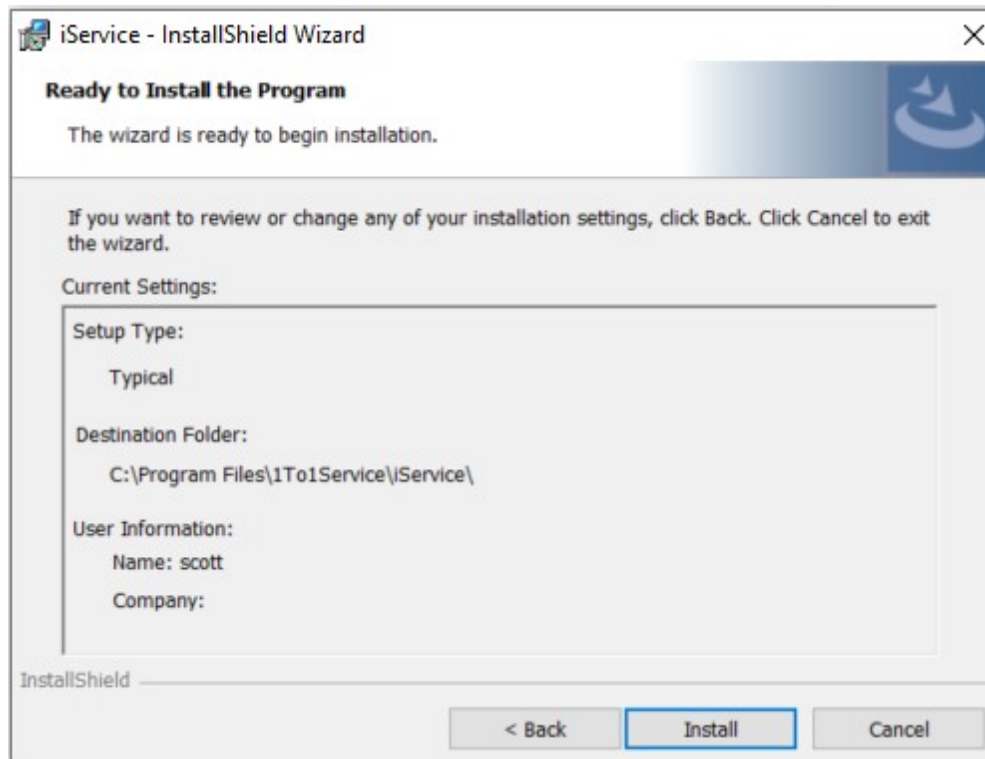 iService - InstallShield Wizard
Ready to Install the Program
The wizard is ready to begin installation.
If you want to review or change any of your installation settings, click Back. Click Cancel to exit
the wizard.
Current Settings:
Setup Type:
Typical
Destination Folder:
C:\Program Files\1To1Service\iService\
User Information:
Name: scott
Company:
InstallShield
< Back
Install
Cancel